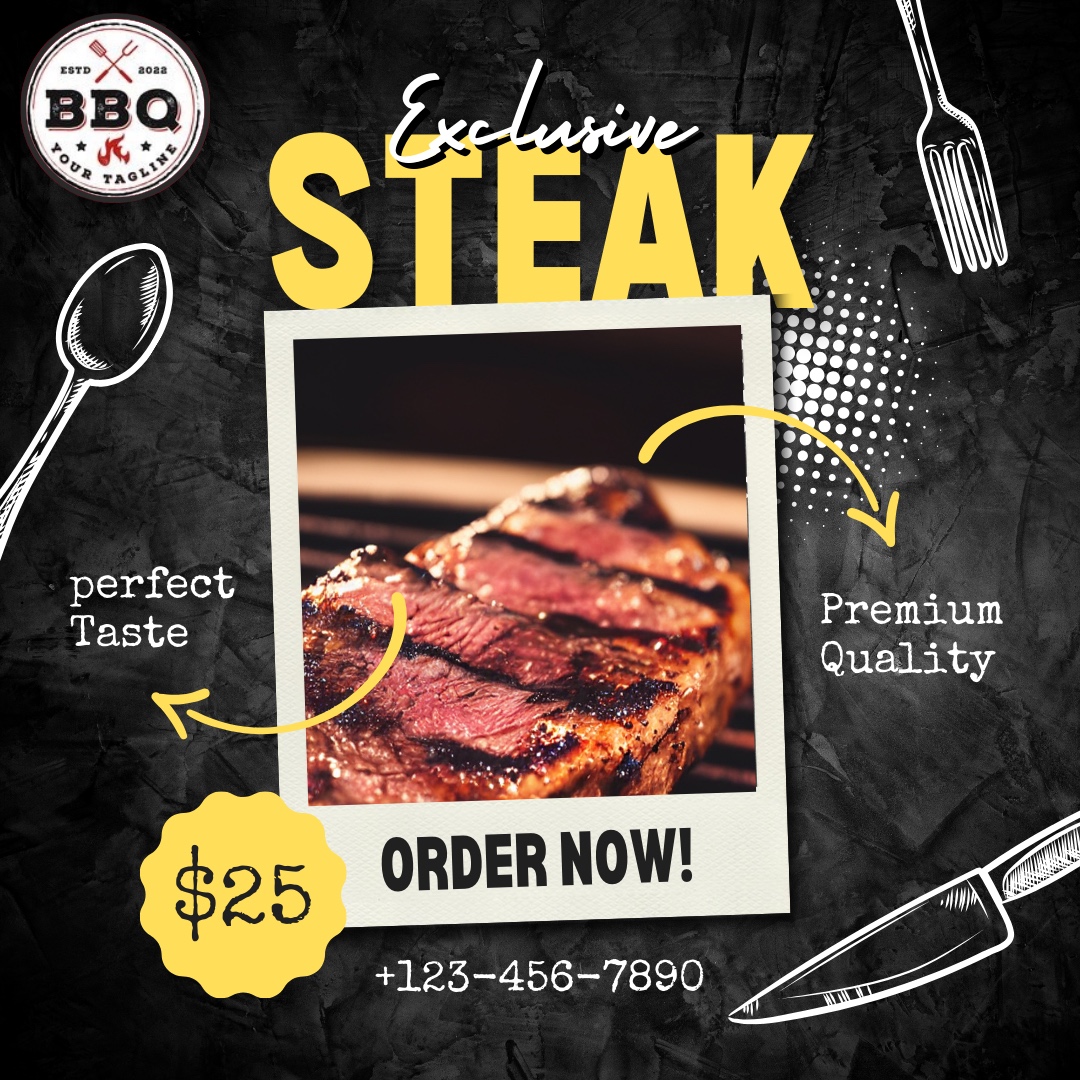 ESTD 2022
BBQ
YOUR TAGLINE
Exclusive
STEAK
perfect
Taste
Premium
Quality
ORDER NOW!
$25
+123-456-7890